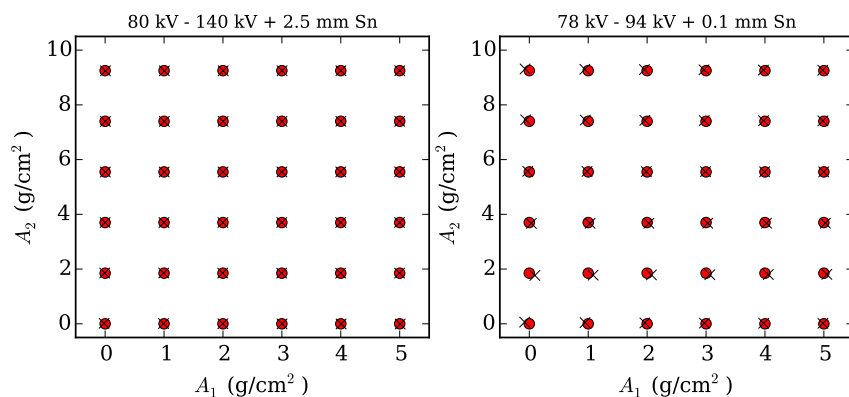 80 kV - 140 kV + 2.5 mm Sn
10
8
6
4
2
0
A₂ (g/cm² )
0 1 2 3 4 5
A₁ (g/cm² )
78 kV - 94 kV + 0.1 mm Sn
10
8
6
4
2
0
A₂ (g/cm² )
0 1 2 3 4 5
A₁ (g/cm² )